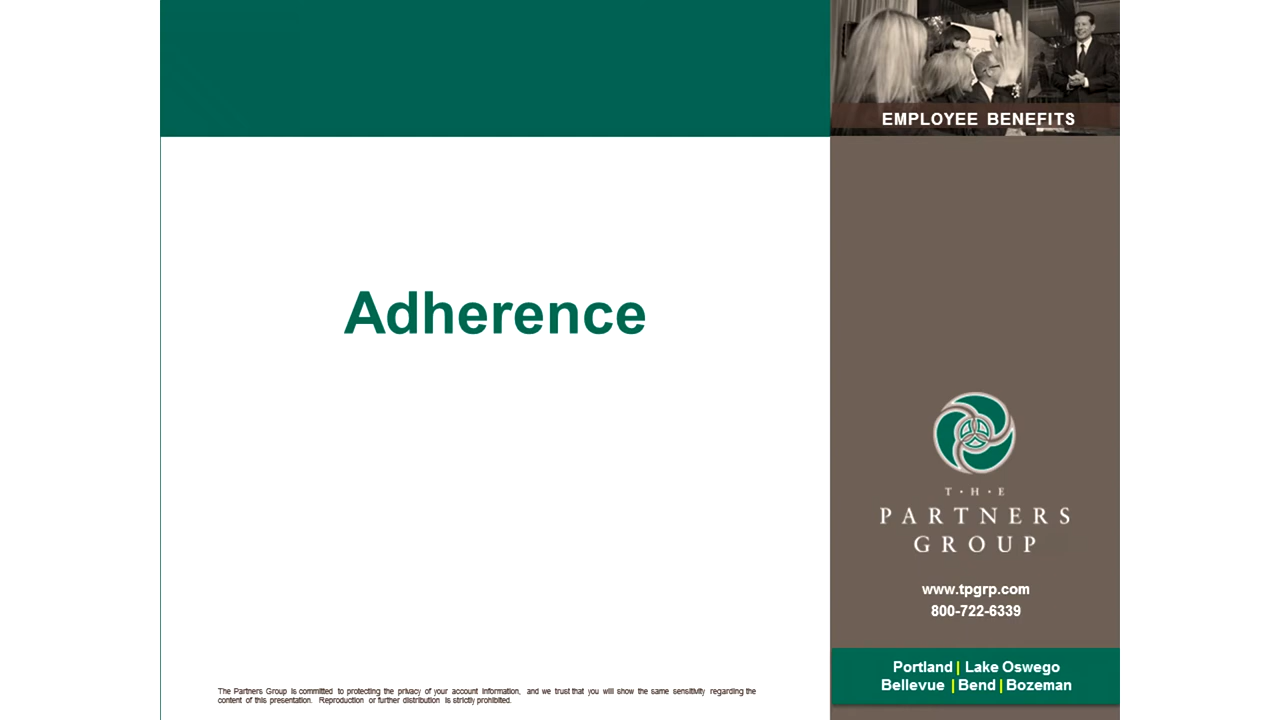 EMPLOYEE BENEFITS
Adherence
T·H·E
PARTNERS
GROUP
www.tpgrp.com
800-722-6339
Portland | Lake Oswego
Bellevue | Bend | Bozeman
The Partners Group is committed to protecting the privacy of your account information, and we trust that you will show the same sensitivity regarding the
content of this presentation. Reproduction or further distribution is strictly prohibited.